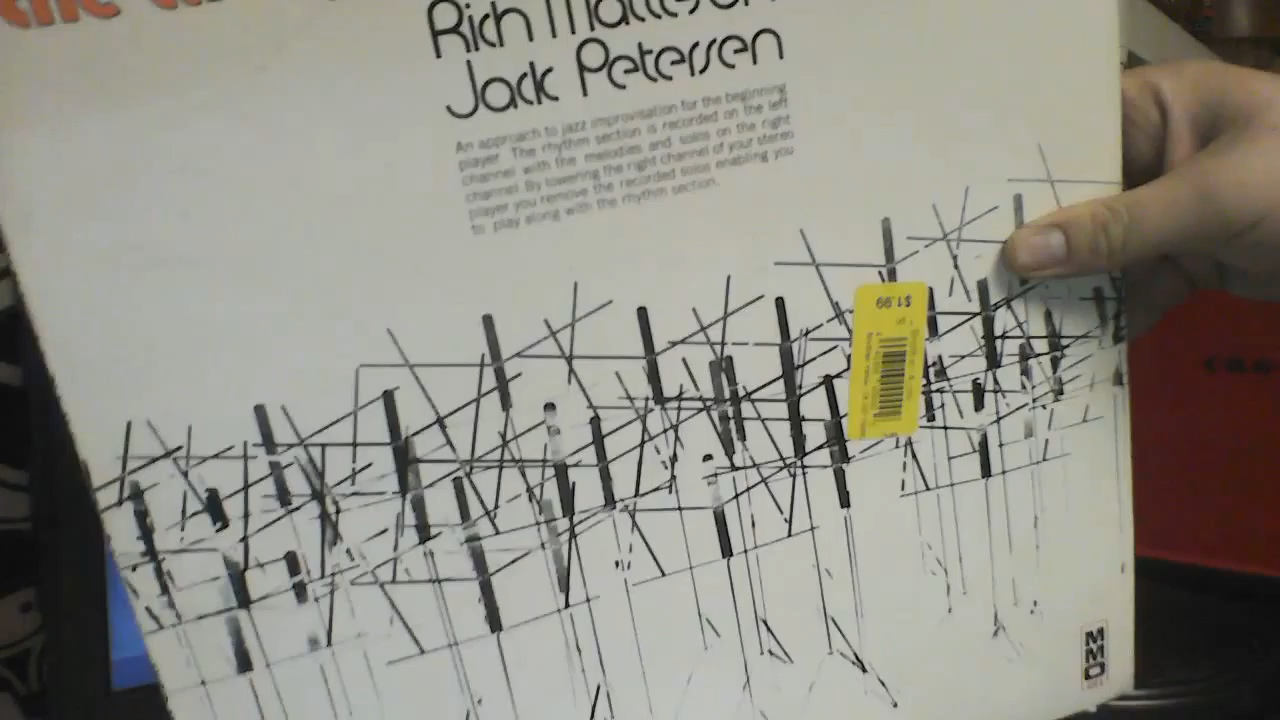 the
Rich Matteson
Jack Petersen
An approach to jazz improvisation for the beginning
player. The rhythm section is recorded on the left
channel with the melodies and solos on the right
channel. By lowering the right channel of your stereo
player you remove the recorded solos enabling you
to play along with the rhythm section.
$1.99
MMO